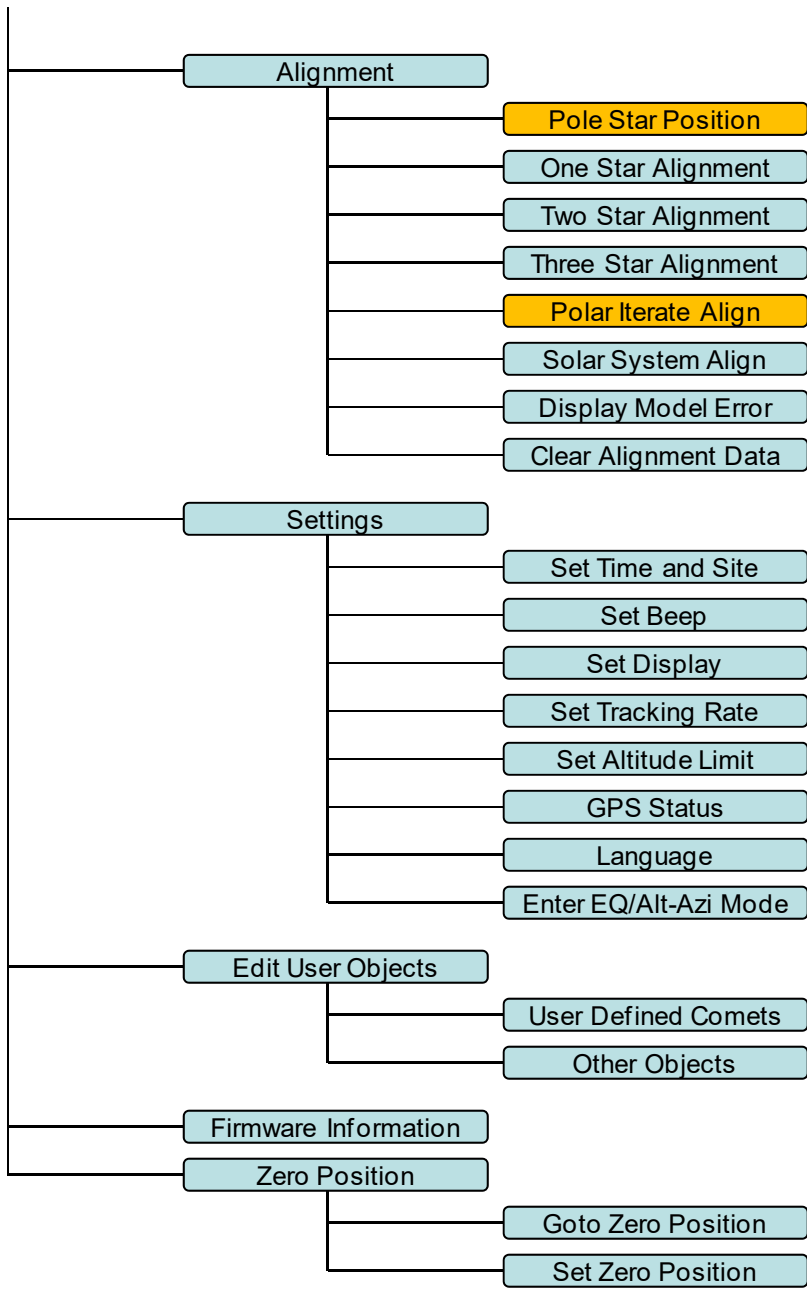 Alignment
Pole Star Position
One Star Alignment
Two Star Alignment
Three Star Alignment
Polar Iterate Align
Solar System Align
Display Model Error
Clear Alignment Data
Settings
Set Time and Site
Set Beep
Set Display
Set Tracking Rate
Set Altitude Limit
GPS Status
Language
Enter EQ/Alt-Azi Mode
Edit User Objects
User Defined Comets
Other Objects
Firmware Information
Zero Position
Goto Zero Position
Set Zero Position